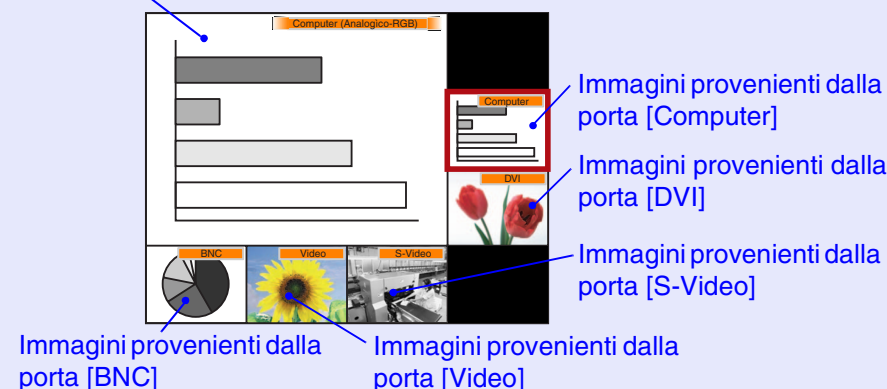 Computer (Analogico-RGB)
Computer
Immagini provenienti dalla
porta [Computer]
DVI
Immagini provenienti dalla
porta [DVI]
BNC
Video
S-Video
Immagini provenienti dalla
porta [S-Video]
Immagini provenienti dalla
porta [BNC]
Immagini provenienti dalla
porta [Video]